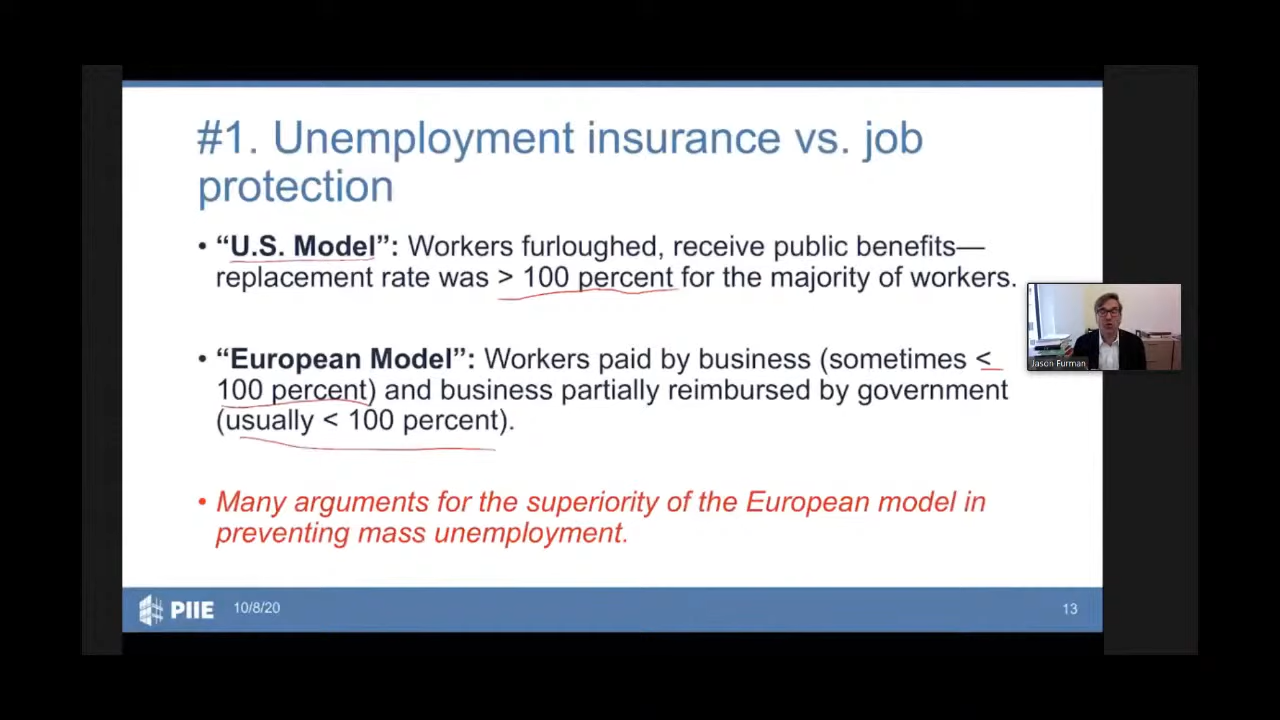 #1. Unemployment insurance vs. job
protection
• “U.S. Model”: Workers furloughed, receive public benefits—
replacement rate was > 100 percent for the majority of workers.
• “European Model”: Workers paid by business (sometimes <
100 percent) and business partially reimbursed by government
(usually < 100 percent).
• Many arguments for the superiority of the European model in
preventing mass unemployment.
Jason Furman
PIIE 10/8/20 13